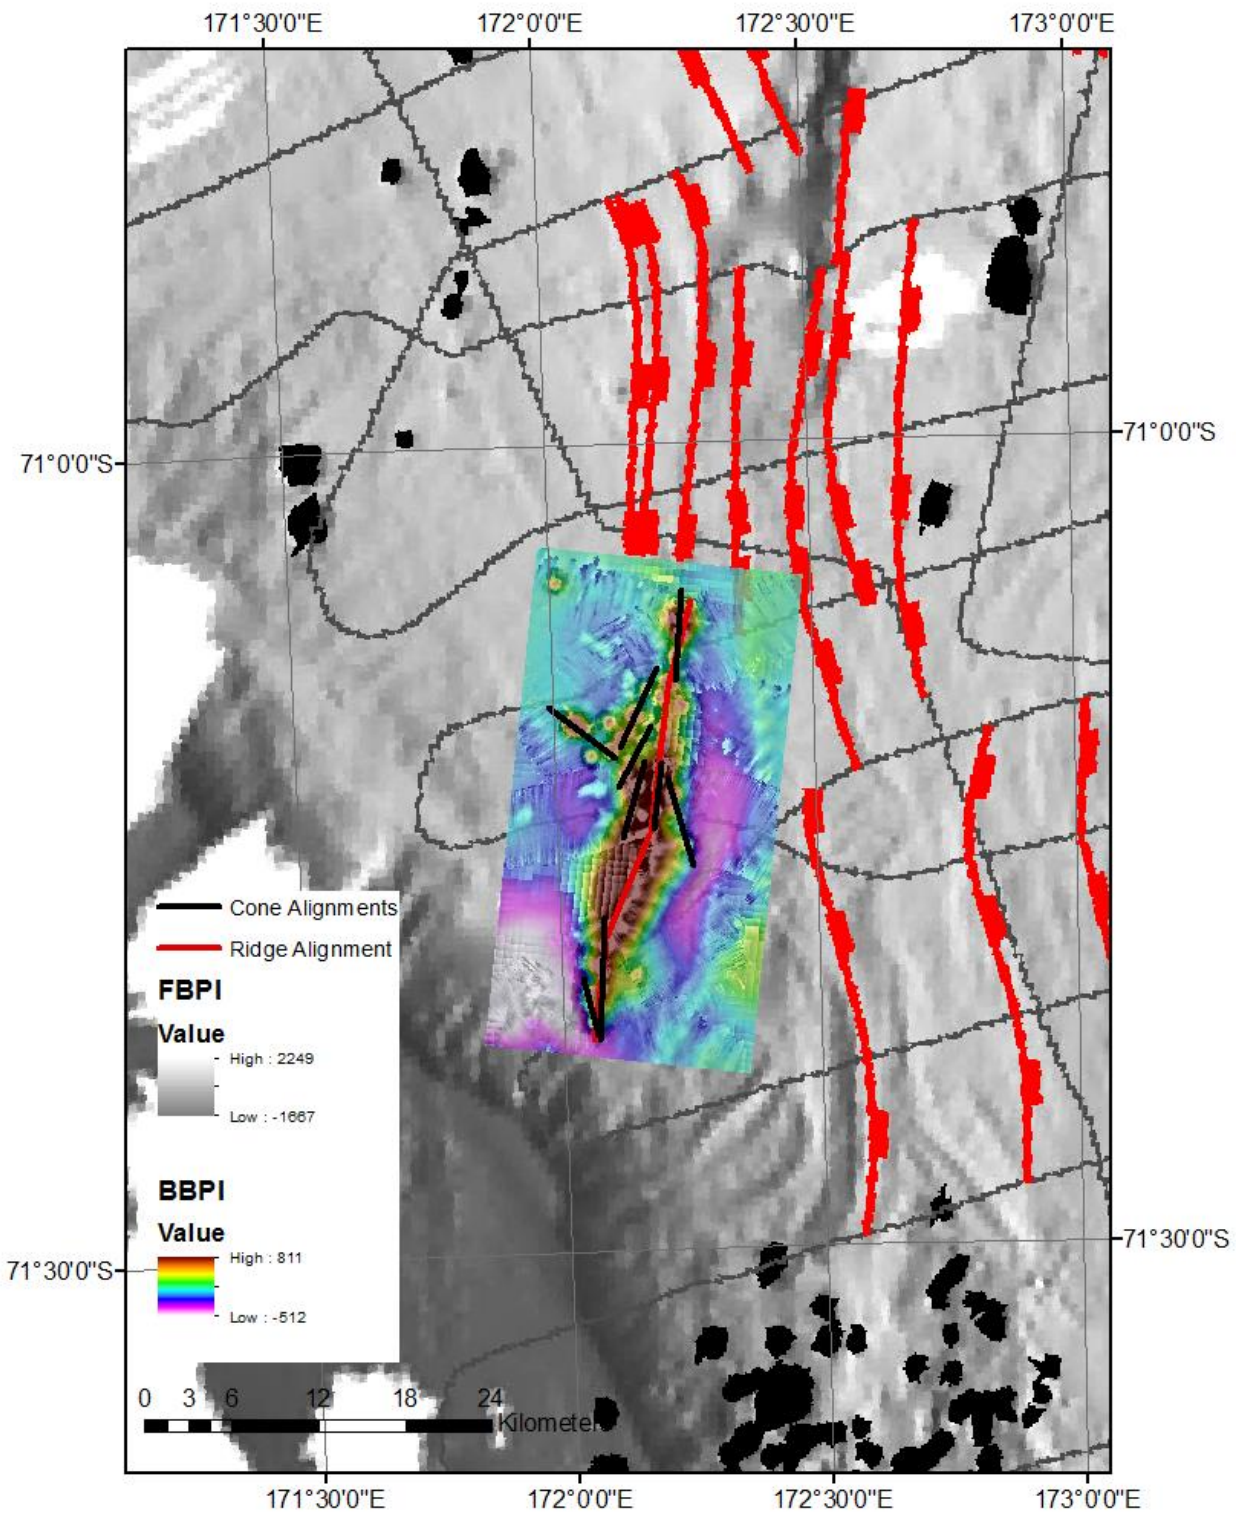 171°30'0"E 172°0'0"E 172°30'0"E 173°0'0"E
71°0'0"S
71°0'0"S
Cone Alignments
Ridge Alignment
FBPI
Value
High : 2249
Low : -1667
BBPI
Value
High : 811
Low : -512
71°30'0"S
71°30'0"S
0 3 6 12 18 24
Kilometers
171°30'0"E 172°0'0"E 172°30'0"E 173°0'0"E